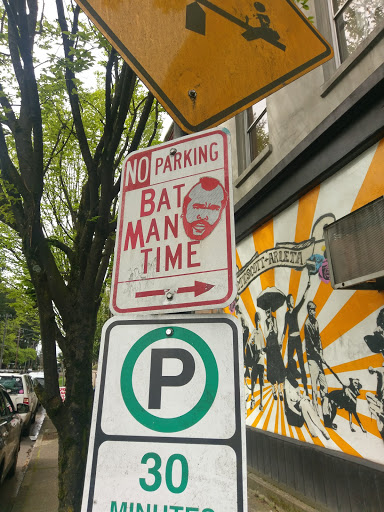 NO PARKING
BAT
MAN
TIME
P
30
MINUTES